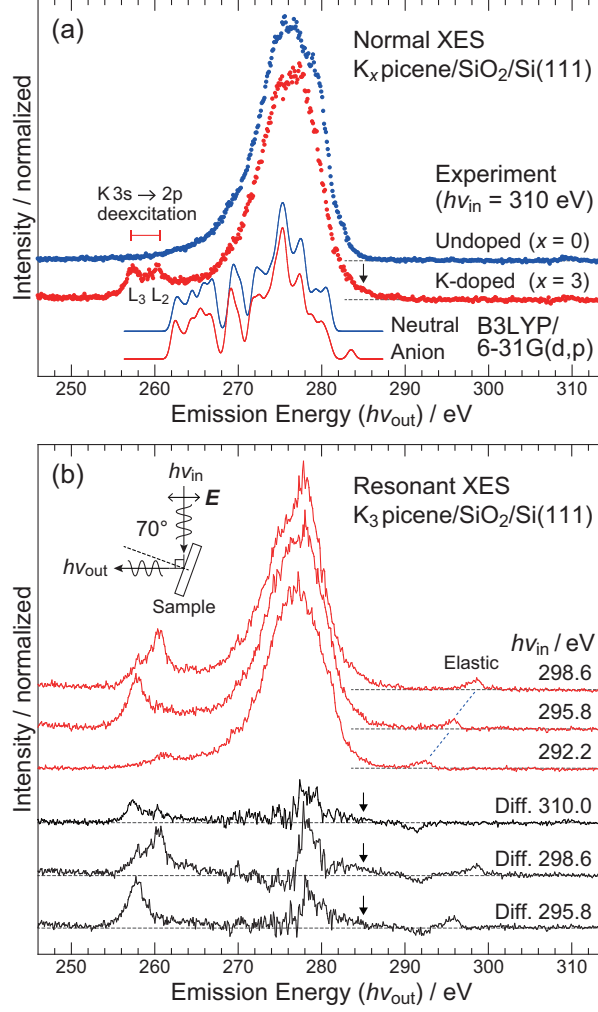 (a)
Normal XES
KₓPicene/SiO₂/Si(111)
Intensity / normalized
K 3s → 2p
deexcitation
Experiment
(hνin = 310 eV)
Undoped (x = 0)
K-doped (x = 3)
L₃ L₂
Neutral
Anion
B3LYP/
6-31G(d,p)
250 260 270 280 290 300 310
Emission Energy (hνout) / eV
(b)
Resonant XES
K₃picene/SiO₂/Si(111)
hνin
E
70°
hνout
Sample
Intensity / normalized
hνin / eV
Elastic
298.6
295.8
292.2
Diff. 310.0
Diff. 298.6
Diff. 295.8
250 260 270 280 290 300 310
Emission Energy (hνout) / eV